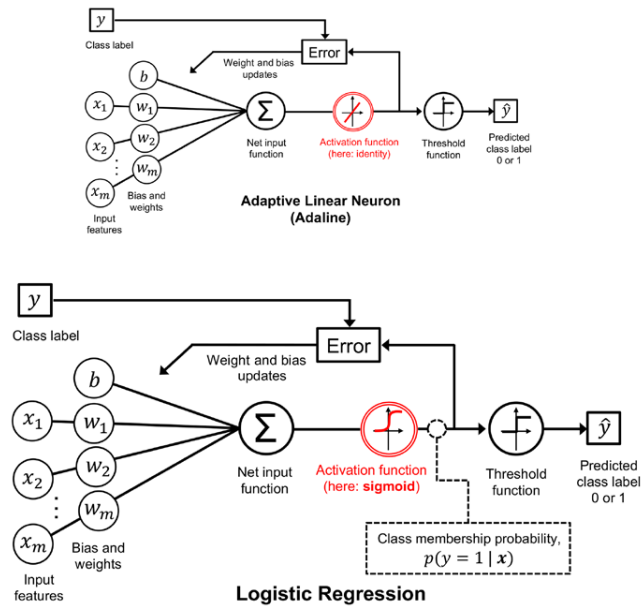 y
Class label
Error
Weight and bias
updates
b
x₁
w₁
x₂
w₂
⋮
xₘ
wₘ
Σ
ŷ
Net input
function
Activation function
(here: identity)
Threshold
function
Predicted
class label
0 or 1
Bias and
weights
Input
features
Adaptive Linear Neuron
(Adaline)
y
Class label
Error
Weight and bias
updates
b
x₁
w₁
x₂
w₂
⋮
xₘ
wₘ
Σ
ŷ
Net input
function
Activation function
(here: sigmoid)
Threshold
function
Predicted
class label
0 or 1
Bias and
weights
Input
features
Class membership probability,
p(y = 1 | x)
Logistic Regression